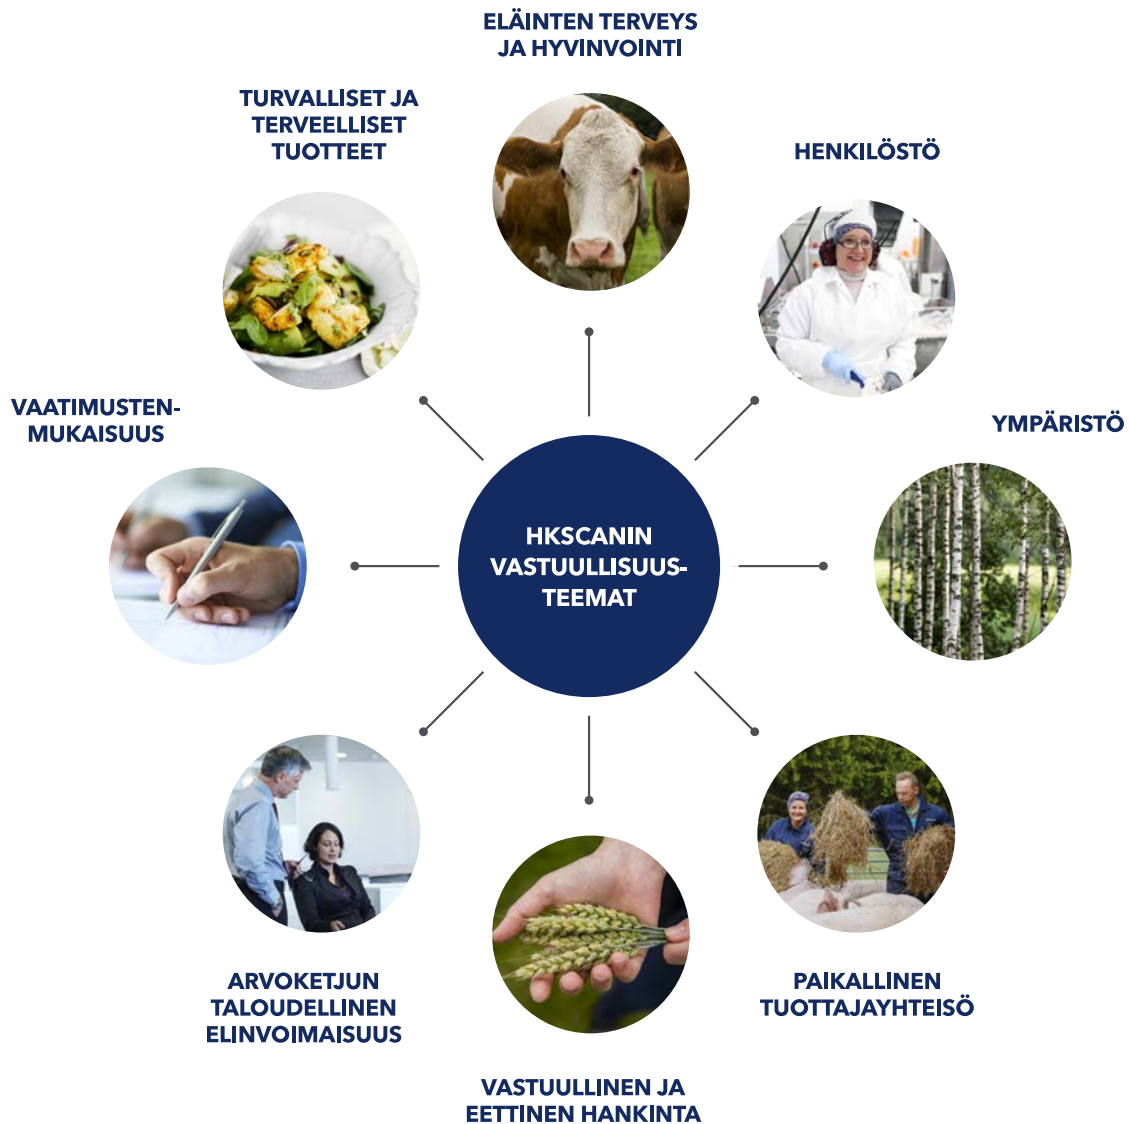 ELÄINTEN TERVEYS
JA HYVINVOINTI
TURVALLISET JA
TERVEELLISET
TUOTTEET
HENKILÖSTÖ
VAATIMUSTEN-
MUKAISUUS
YMPÄRISTÖ
HKSCANIN
VASTUULLISUUS-
TEEMAT
ARVOKETJUN
TALOUDELLINEN
ELINVOIMAISUUS
PAIKALLINEN
TUOTTAJAYHTEISÖ
VASTUULLINEN JA
EETTINEN HANKINTA